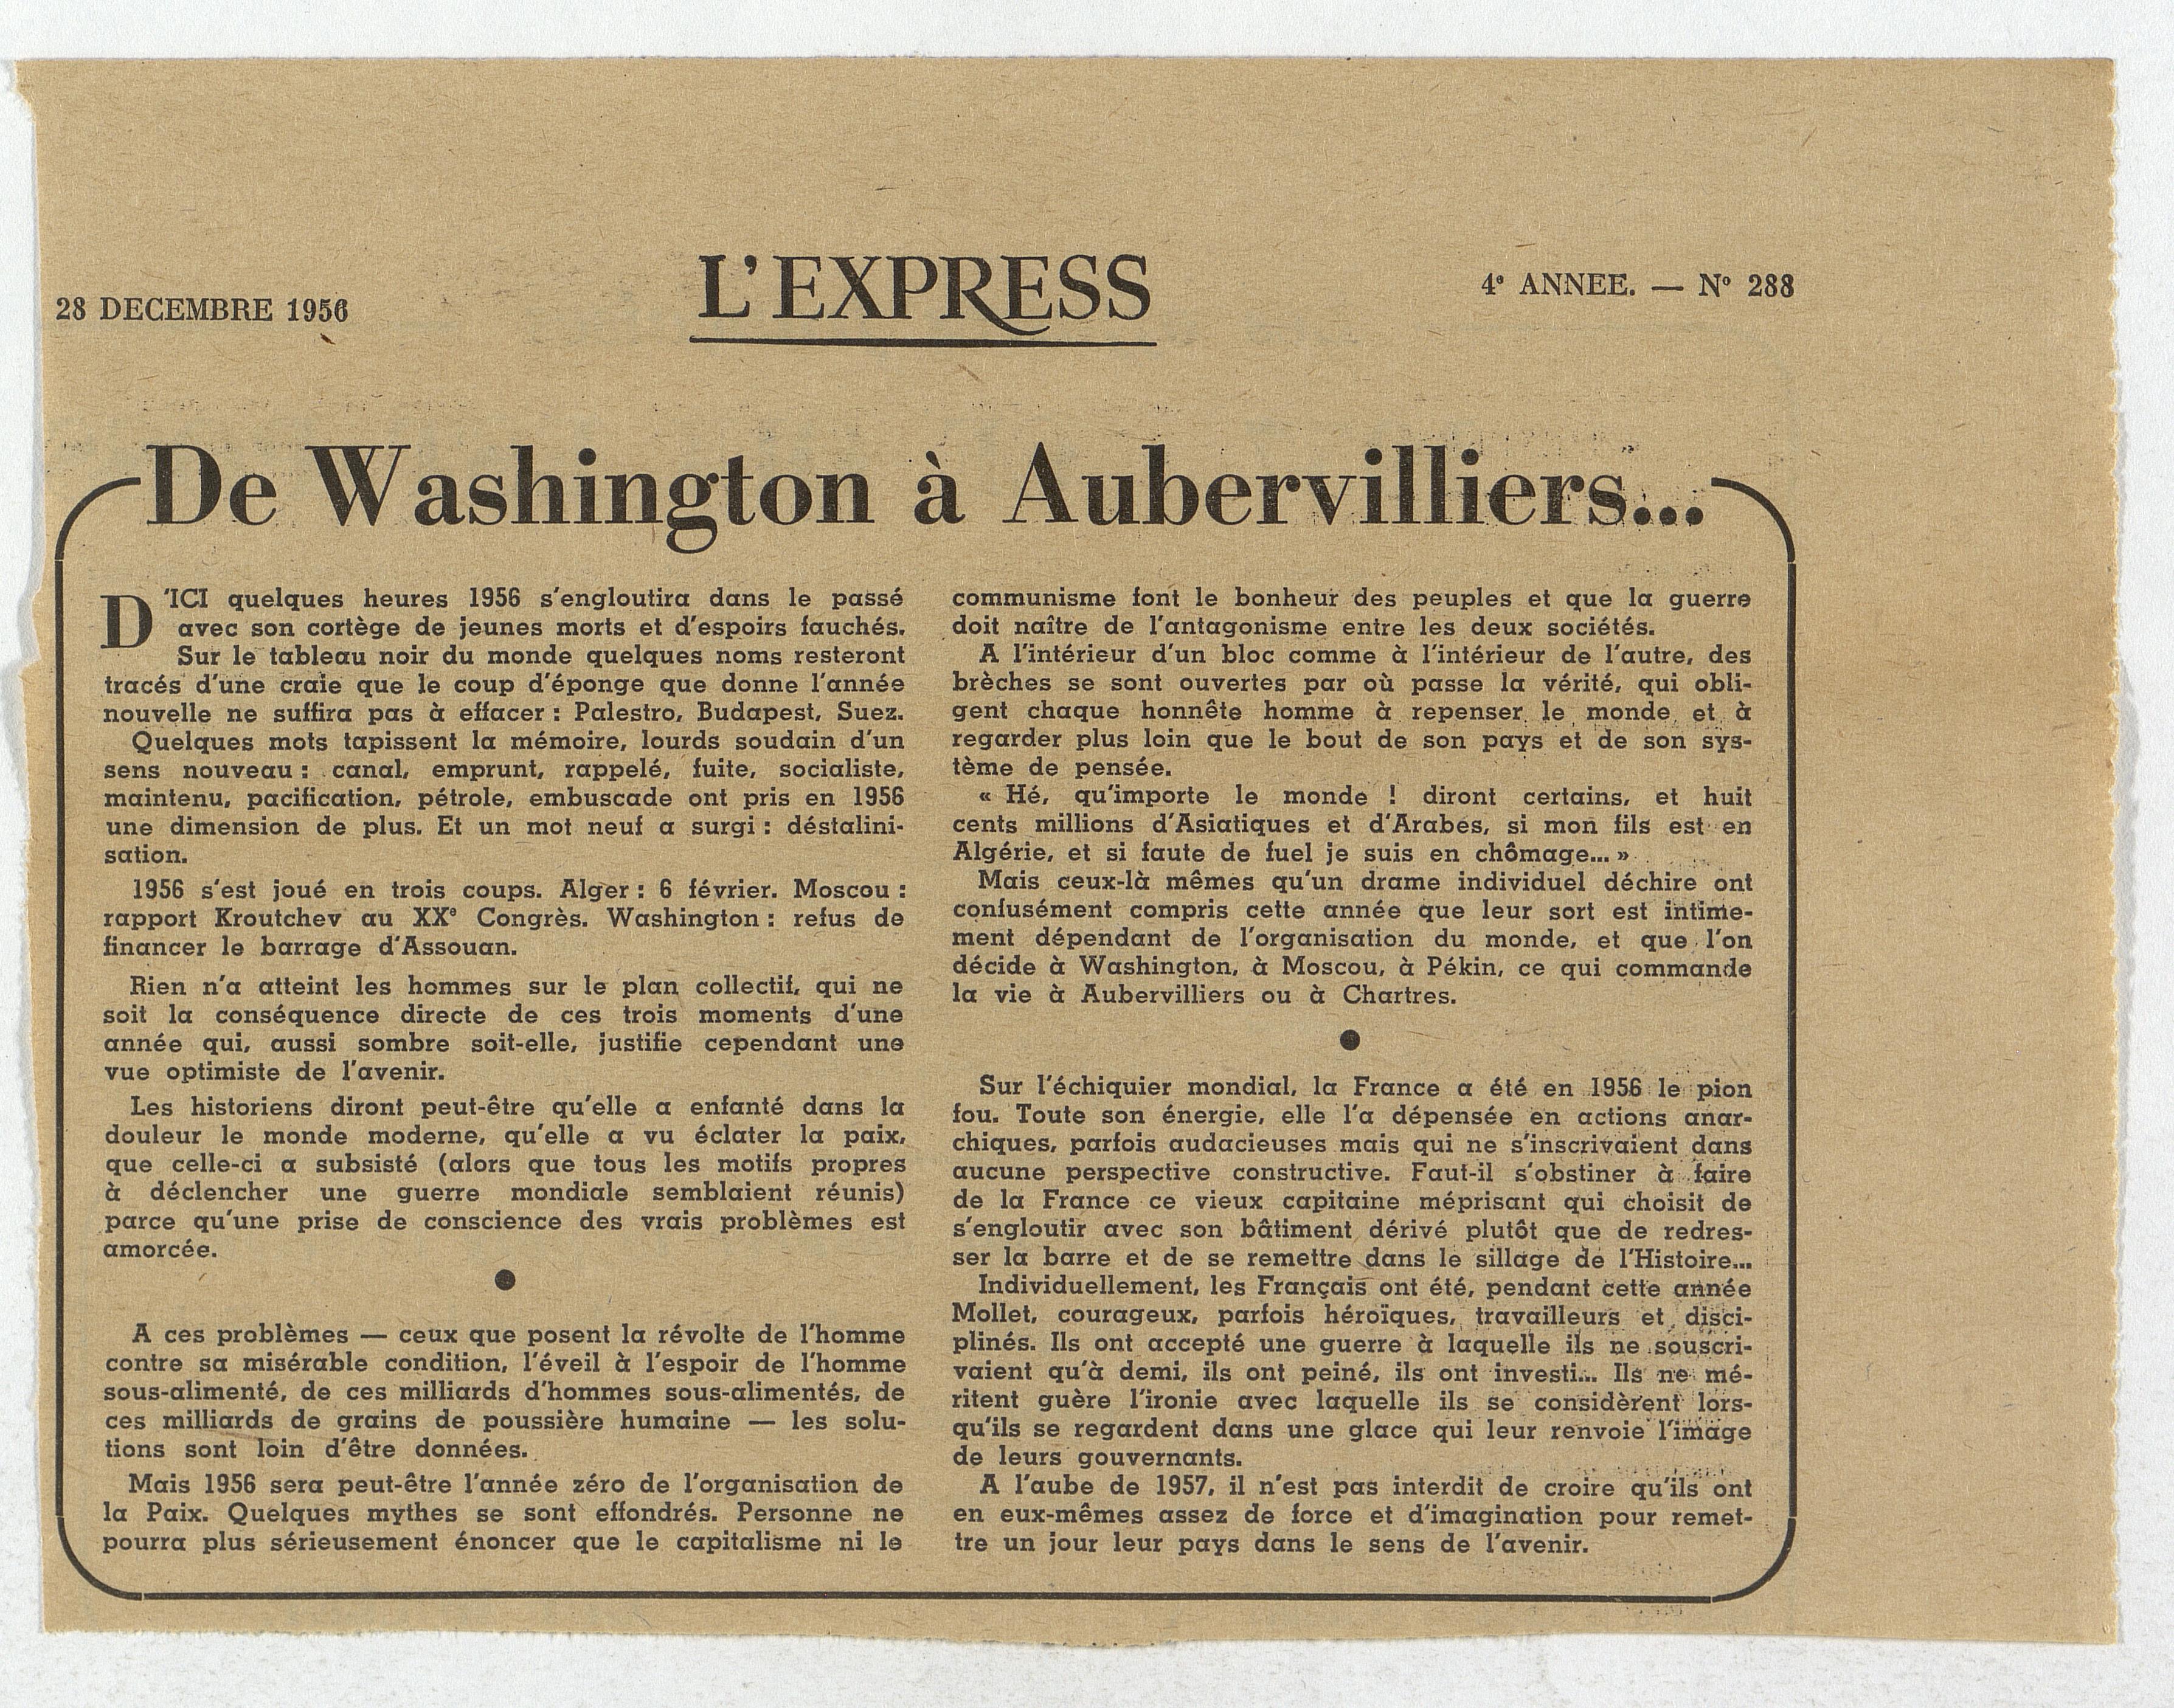 28 DECEMBRE 1956
L'EXPRESS
4e ANNEE. — No 288
De Washington à Aubervilliers...
D'ICI quelques heures 1956 s'engloutira dans le passé
avec son cortège de jeunes morts et d'espoirs fauchés.
Sur le tableau noir du monde quelques noms resteront
tracés d'une craie que le coup d'éponge que donne l'année
nouvelle ne suffira pas à effacer : Palestro, Budapest, Suez.
Quelques mots tapissent la mémoire, lourds soudain d'un
sens nouveau : canal, emprunt, rappelé, fuite, socialiste,
maintenu, pacification, pétrole, embuscade ont pris en 1956
une dimension de plus. Et un mot neuf a surgi : déstalini-
sation.
1956 s'est joué en trois coups. Alger : 6 février. Moscou :
rapport Kroutchev au XXe Congrès. Washington : refus de
financer le barrage d'Assouan.
Rien n'a atteint les hommes sur le plan collectif, qui ne
soit la conséquence directe de ces trois moments d'une
année qui, aussi sombre soit-elle, justifie cependant une
vue optimiste de l'avenir.
Les historiens diront peut-être qu'elle a enfanté dans la
douleur le monde moderne, qu'elle a vu éclater la paix,
que celle-ci a subsisté (alors que tous les motifs propres
à déclencher une guerre mondiale semblaient réunis)
parce qu'une prise de conscience des vrais problèmes est
amorcée.
●
A ces problèmes — ceux que posent la révolte de l'homme
contre sa misérable condition, l'éveil à l'espoir de l'homme
sous-alimenté, de ces milliards d'hommes sous-alimentés, de
ces milliards de grains de poussière humaine — les solu-
tions sont loin d'être données.
Mais 1956 sera peut-être l'année zéro de l'organisation de
la Paix. Quelques mythes se sont effondrés. Personne ne
pourra plus sérieusement énoncer que le capitalisme ni le
communisme font le bonheur des peuples et que la guerre
doit naître de l'antagonisme entre les deux sociétés.
A l'intérieur d'un bloc comme à l'intérieur de l'autre, des
brèches se sont ouvertes par où passe la vérité, qui obli-
gent chaque honnête homme à repenser le monde et à
regarder plus loin que le bout de son pays et de son sys-
tème de pensée.
« Hé, qu'importe le monde ! diront certains, et huit
cents millions d'Asiatiques et d'Arabes, si mon fils est en
Algérie, et si faute de fuel je suis en chômage... »
Mais ceux-là mêmes qu'un drame individuel déchire ont
confusément compris cette année que leur sort est intime-
ment dépendant de l'organisation du monde, et que l'on
décide à Washington, à Moscou, à Pékin, ce qui commande
la vie à Aubervilliers ou à Chartres.
●
Sur l'échiquier mondial, la France a été en 1956 le pion
fou. Toute son énergie, elle l'a dépensée en actions anar-
chiques, parfois audacieuses mais qui ne s'inscrivaient dans
aucune perspective constructive. Faut-il s'obstiner à faire
de la France ce vieux capitaine méprisant qui choisit de
s'engloutir avec son bâtiment dérivé plutôt que de redres-
ser la barre et de se remettre dans le sillage de l'Histoire...
Individuellement, les Français ont été, pendant cette année
Mollet, courageux, parfois héroïques, travailleurs et disci-
plinés. Ils ont accepté une guerre à laquelle ils ne souscri-
vaient qu'à demi, ils ont peiné, ils ont investi... Ils ne mé-
ritent guère l'ironie avec laquelle ils se considèrent lors-
qu'ils se regardent dans une glace qui leur renvoie l'image
de leurs gouvernants.
A l'aube de 1957, il n'est pas interdit de croire qu'ils ont
en eux-mêmes assez de force et d'imagination pour remet-
tre un jour leur pays dans le sens de l'avenir.